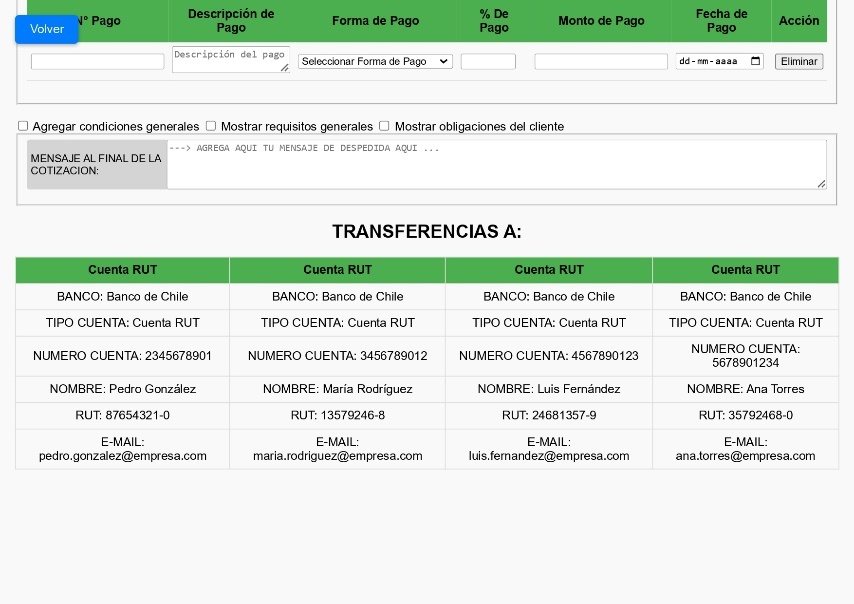 Volver
N° Pago
Descripción de
Pago
Forma de Pago
% De
Pago
Monto de Pago
Fecha de
Pago
Acción
Descripción del pago
Seleccionar Forma de Pago
dd-mm-aaaa
Eliminar
Agregar condiciones generales Mostrar requisitos generales Mostrar obligaciones del cliente
MENSAJE AL FINAL DE LA
COTIZACION:
---> AGREGA AQUI TU MENSAJE DE DESPEDIDA AQUI ...
TRANSFERENCIAS A:
Cuenta RUT Cuenta RUT Cuenta RUT Cuenta RUT
BANCO: Banco de Chile BANCO: Banco de Chile BANCO: Banco de Chile BANCO: Banco de Chile
TIPO CUENTA: Cuenta RUT TIPO CUENTA: Cuenta RUT TIPO CUENTA: Cuenta RUT TIPO CUENTA: Cuenta RUT
NUMERO CUENTA: 2345678901 NUMERO CUENTA: 3456789012 NUMERO CUENTA: 4567890123 NUMERO CUENTA:
5678901234
NOMBRE: Pedro González NOMBRE: María Rodríguez NOMBRE: Luis Fernández NOMBRE: Ana Torres
RUT: 87654321-0 RUT: 13579246-8 RUT: 24681357-9 RUT: 35792468-0
E-MAIL: E-MAIL: E-MAIL: E-MAIL:
pedro.gonzalez@empresa.com maria.rodriguez@empresa.com luis.fernandez@empresa.com ana.torres@empresa.com